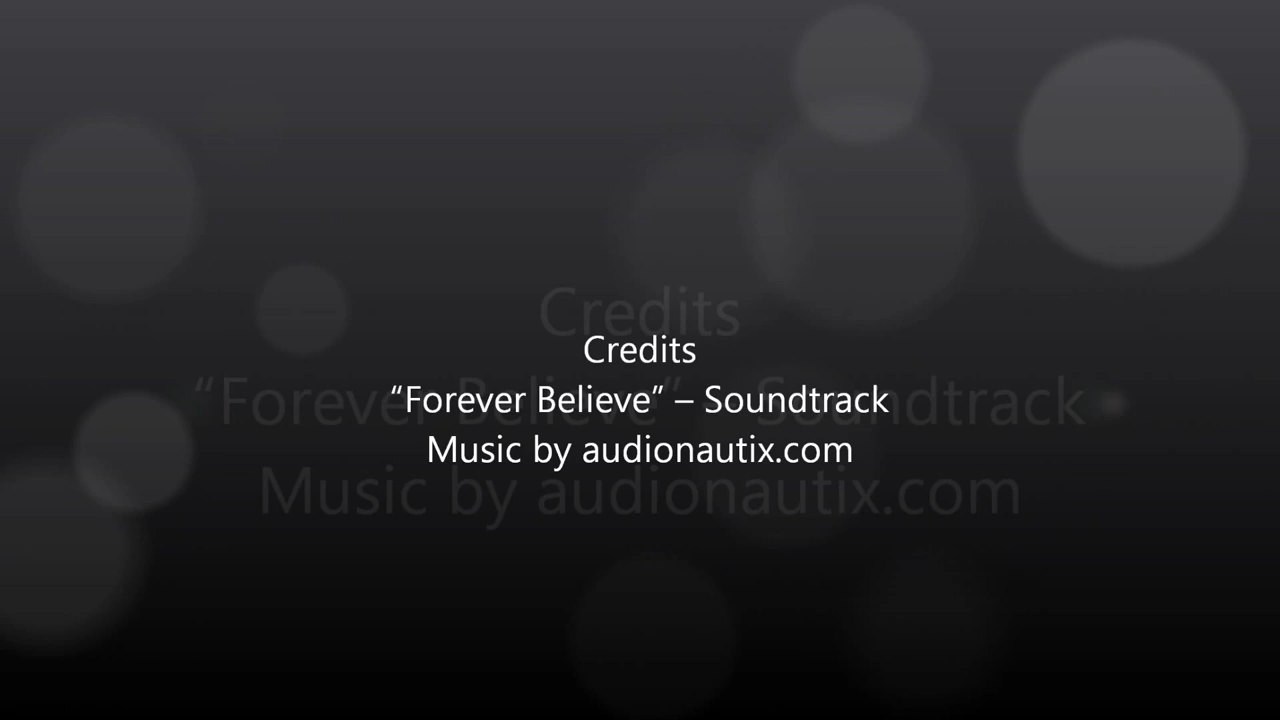 Credits
“Forever Believe” – Soundtrack
Music by audionautix.com